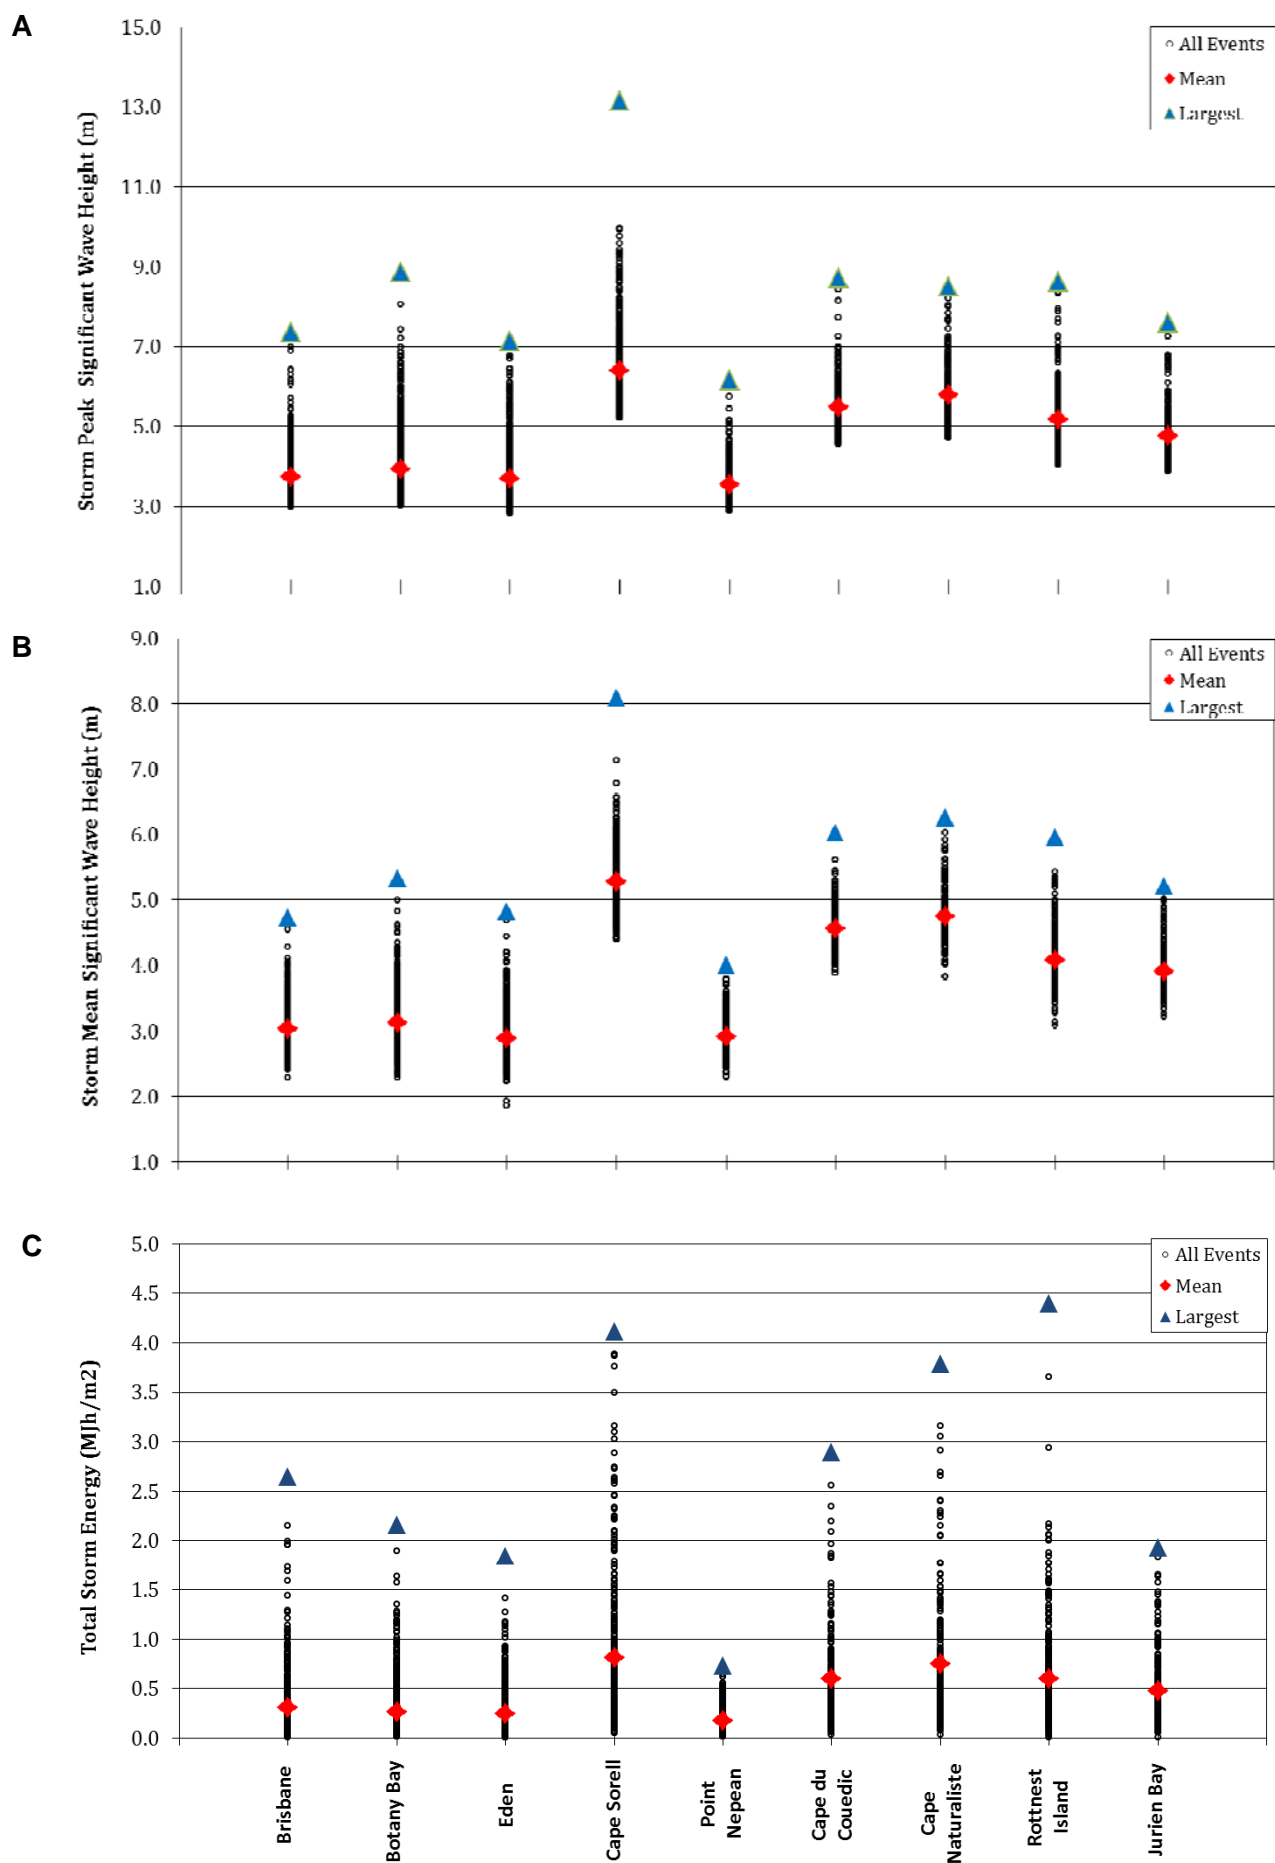 A
Storm Peak Significant Wave Height (m)
15.0
13.0
11.0
9.0
7.0
5.0
3.0
1.0
All Events
Mean
Largest
B
Storm Mean Significant Wave Height (m)
9.0
8.0
7.0
6.0
5.0
4.0
3.0
2.0
1.0
All Events
Mean
Largest
C
Total Storm Energy (MJh/m2)
5.0
4.5
4.0
3.5
3.0
2.5
2.0
1.5
1.0
0.5
0.0
All Events
Mean
Largest
Brisbane
Botany Bay
Eden
Cape Sorell
Point
Nepean
Cape du
Couedic
Cape
Naturaliste
Rottnest
Island
Jurien Bay